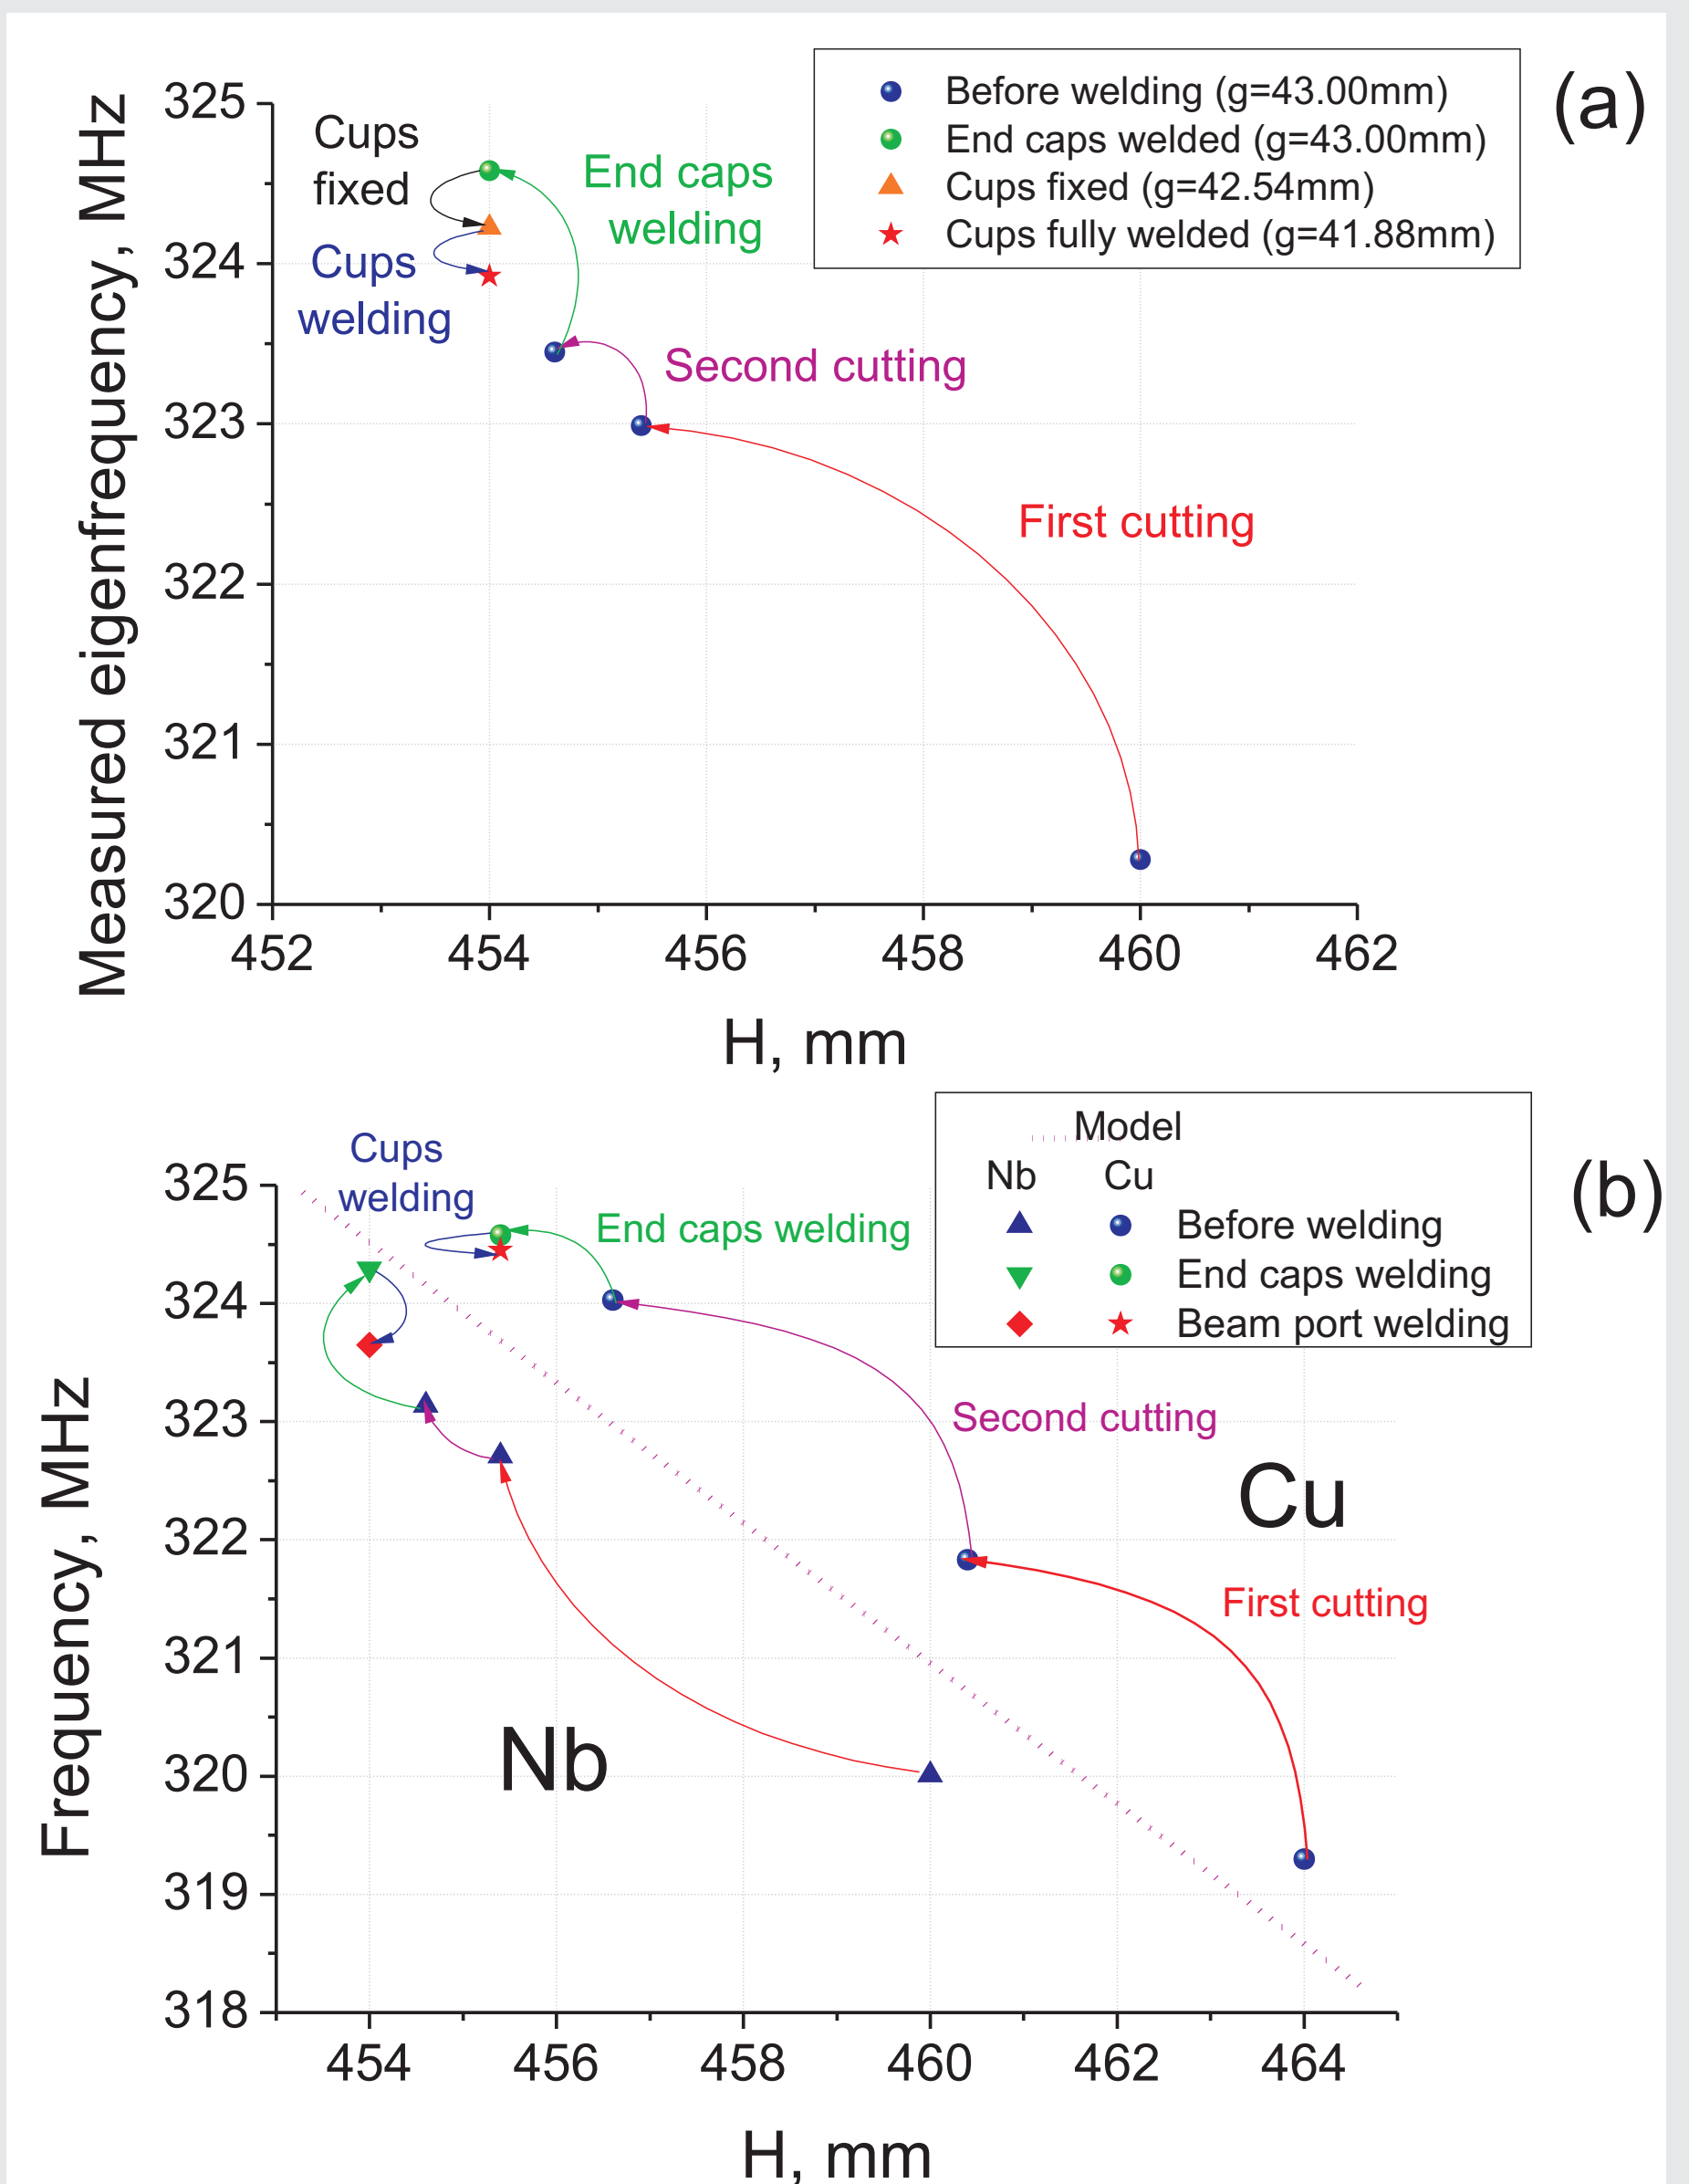 (a)
Measured eigenfrequency, MHz
325
324
323
322
321
320
Before welding (g=43.00mm)
End caps welded (g=43.00mm)
Cups fixed (g=42.54mm)
Cups fully welded (g=41.88mm)
Cups
fixed
End caps
welding
Cups
welding
Second cutting
First cutting
452
454
456
458
460
462
H, mm
(b)
Frequency, MHz
325
324
323
322
321
320
319
318
Model
Nb
Cu
Before welding
End caps welding
Beam port welding
Cups
welding
End caps welding
Second cutting
Cu
First cutting
Nb
454
456
458
460
462
464
H, mm